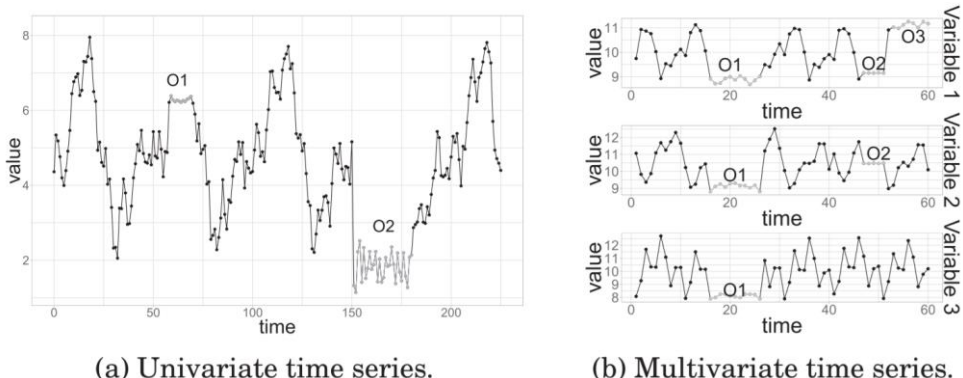 8
6
4
2
value
O1
O2
0
50
100
150
200
time
(a) Univariate time series.
11
10
9
value
O1
O2
O3
0
20
40
60
time
Variable 1
12
11
10
9
value
O1
O2
0
20
40
60
time
Variable 2
12
11
10
9
8
value
O1
0
20
40
60
time
Variable 3
(b) Multivariate time series.